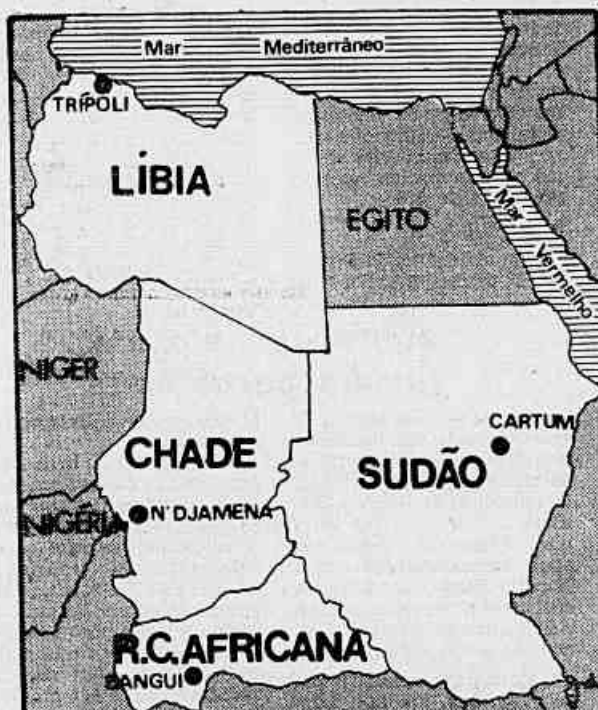 Mar Mediterrâneo
TRÍPOLI
LÍBIA
EGITO
Mar Vermelho
NIGER
CHADE
CARTUM
SUDÃO
NIGÉRIA
N'DJAMENA
R.C.AFRICANA
BANGUI